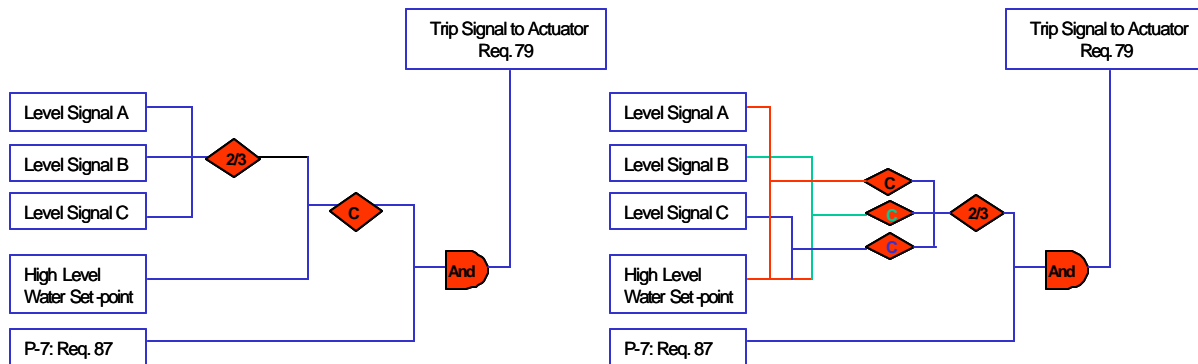 Trip Signal to Actuator
Req. 79
Level Signal A
Level Signal B
2/3
Level Signal C
C
High Level
Water Set-point
And
P-7: Req. 87
Trip Signal to Actuator
Req. 79
Level Signal A
Level Signal B
C
Level Signal C
C
2/3
C
High Level
Water Set-point
And
P-7: Req. 87